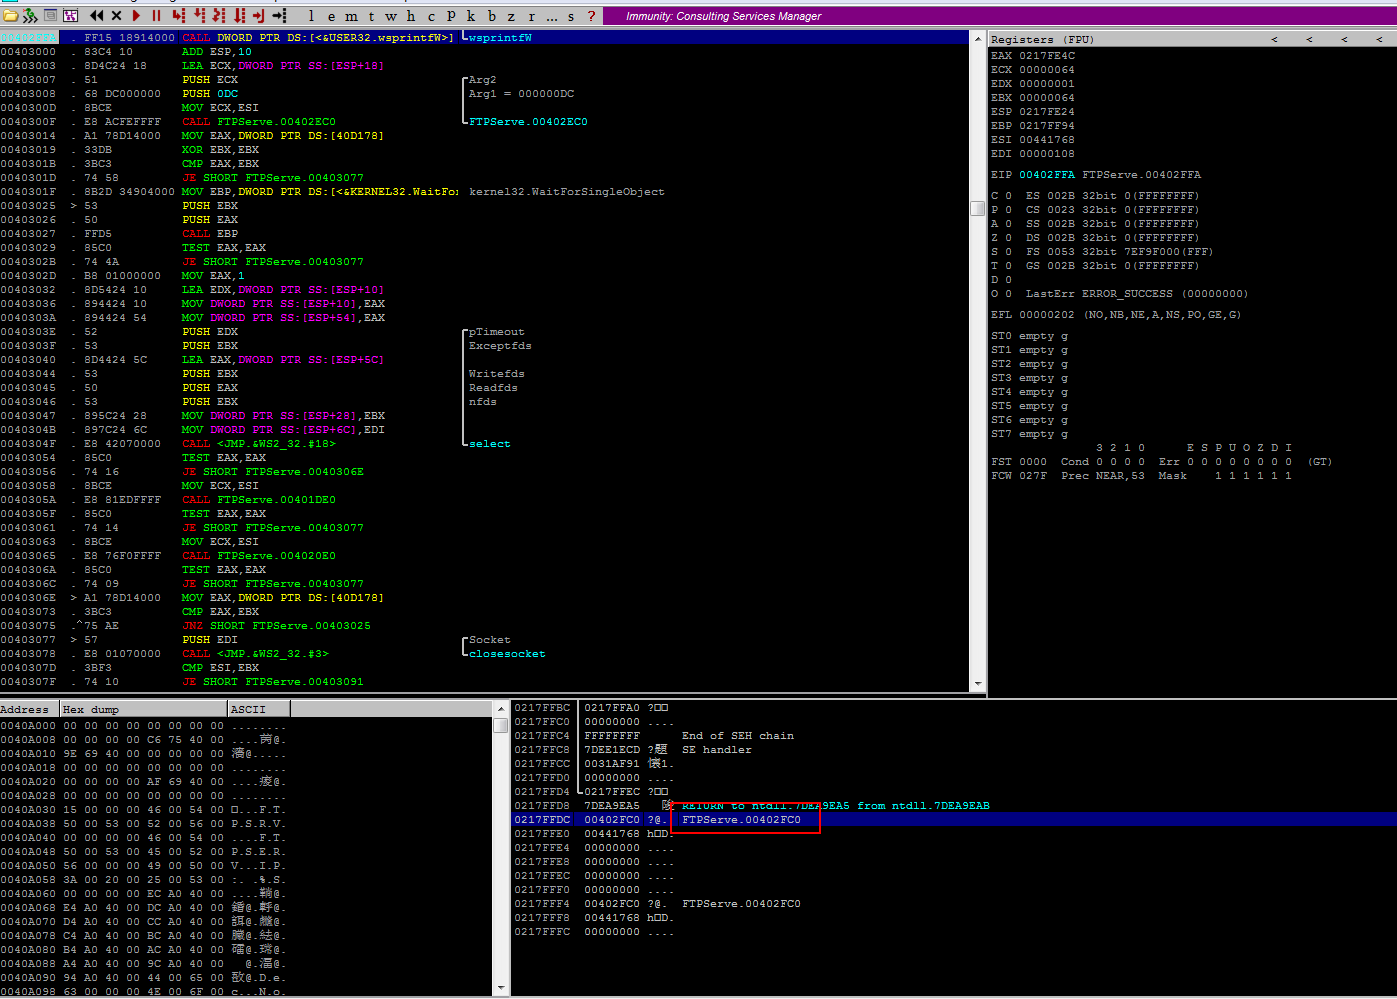 l e m t w h c p k b z r ... s ? Immunity: Consulting Services Manager
00402FFA . FF15 18914000 CALL DWORD PTR DS:[<&USER32.wsprintfW>] wsprintfW
00403000 . 83C4 10 ADD ESP,10
00403003 . 8D4C24 18 LEA ECX,DWORD PTR SS:[ESP+18]
00403007 . 51 PUSH ECX Arg2
00403008 . 68 DC000000 PUSH 0DC Arg1 = 000000DC
0040300D . 8BCE MOV ECX,ESI
0040300F . E8 ACFEFFFF CALL FTPServe.00402EC0 FTPServe.00402EC0
00403014 . A1 78D14000 MOV EAX,DWORD PTR DS:[40D178]
00403019 . 33DB XOR EBX,EBX
0040301B . 3BC3 CMP EAX,EBX
0040301D . 74 58 JE SHORT FTPServe.00403077
0040301F . 8B2D 34904000 MOV EBP,DWORD PTR DS:[<&KERNEL32.WaitFo: kernel32.WaitForSingleObject
00403025 > 53 PUSH EBX
00403026 . 50 PUSH EAX
00403027 . FFD5 CALL EBP
00403029 . 85C0 TEST EAX,EAX
0040302B . 74 4A JE SHORT FTPServe.00403077
0040302D . B8 01000000 MOV EAX,1
00403032 . 8D5424 10 LEA EDX,DWORD PTR SS:[ESP+10]
00403036 . 894424 10 MOV DWORD PTR SS:[ESP+10],EAX
0040303A . 894424 54 MOV DWORD PTR SS:[ESP+54],EAX
0040303E . 52 PUSH EDX pTimeout
0040303F . 53 PUSH EBX Exceptfds
00403040 . 8D4424 5C LEA EAX,DWORD PTR SS:[ESP+5C]
00403044 . 53 PUSH EBX Writefds
00403045 . 50 PUSH EAX Readfds
00403046 . 53 PUSH EBX nfds
00403047 . 895C24 28 MOV DWORD PTR SS:[ESP+28],EBX
0040304B . 897C24 6C MOV DWORD PTR SS:[ESP+6C],EDI
0040304F . E8 42070000 CALL <JMP.&WS2_32.#18> select
00403054 . 85C0 TEST EAX,EAX
00403056 . 74 16 JE SHORT FTPServe.0040306E
00403058 . 8BCE MOV ECX,ESI
0040305A . E8 81EDFFFF CALL FTPServe.00401DE0
0040305F . 85C0 TEST EAX,EAX
00403061 . 74 14 JE SHORT FTPServe.00403077
00403063 . 8BCE MOV ECX,ESI
00403065 . E8 76F0FFFF CALL FTPServe.004020E0
0040306A . 85C0 TEST EAX,EAX
0040306C . 74 09 JE SHORT FTPServe.00403077
0040306E > A1 78D14000 MOV EAX,DWORD PTR DS:[40D178]
00403073 . 3BC3 CMP EAX,EBX
00403075 .^75 AE JNZ SHORT FTPServe.00403025
00403077 > 57 PUSH EDI Socket
00403078 . E8 01070000 CALL <JMP.&WS2_32.#3> closesocket
0040307D . 3BF3 CMP ESI,EBX
0040307F . 74 10 JE SHORT FTPServe.00403091
Registers (FPU) < < < <
EAX 0217FE4C
ECX 00000064
EDX 00000001
EBX 00000064
ESP 0217FE24
EBP 0217FF94
ESI 00441768
EDI 00000108
EIP 00402FFA FTPServe.00402FFA
C 0 ES 002B 32bit 0(FFFFFFFF)
P 0 CS 0023 32bit 0(FFFFFFFF)
A 0 SS 002B 32bit 0(FFFFFFFF)
Z 0 DS 002B 32bit 0(FFFFFFFF)
S 0 FS 0053 32bit 7EF9F000(FFF)
T 0 GS 002B 32bit 0(FFFFFFFF)
D 0
O 0 LastErr ERROR_SUCCESS (00000000)
EFL 00000202 (NO,NB,NE,A,NS,PO,GE,G)
ST0 empty g
ST1 empty g
ST2 empty g
ST3 empty g
ST4 empty g
ST5 empty g
ST6 empty g
ST7 empty g
3 2 1 0 E S P U O Z D I
FST 0000 Cond 0 0 0 0 Err 0 0 0 0 0 0 0 0 (GT)
FCW 027F Prec NEAR,53 Mask 1 1 1 1 1 1
Address Hex dump ASCII
0040A000 00 00 00 00 00 00 00 00 ........
0040A008 00 00 00 00 C6 75 40 00
0040A010 9E 69 40 00 00 00 00 00
0040A018 00 00 00 00 00 00 00 00 ........
0040A020 00 00 00 00 AF 69 40 00
0040A028 00 00 00 00 00 00 00 00 ........
0040A030 15 00 00 00 46 00 54 00 □...F.T.
0040A038 50 00 53 00 52 00 56 00 P.S.R.V.
0040A040 00 00 00 00 46 00 54 00 ....F.T.
0040A048 50 00 53 00 45 00 52 00 P.S.E.R.
0040A050 56 00 00 00 49 00 50 00 V...I.P.
0040A058 3A 00 20 00 25 00 53 00 :. .%.S.
0040A060 00 00 00 00 EC A0 40 00
0040A068 E4 A0 40 00 DC A0 40 00
0040A070 D4 A0 40 00 CC A0 40 00
0040A078 C4 A0 40 00 BC A0 40 00
0040A080 B4 A0 40 00 AC A0 40 00
0040A088 A4 A0 40 00 9C A0 40 00
0040A090 94 A0 40 00 44 00 65 00
0040A098 63 00 00 00 4E 00 6F 00 c...N.o.
0217FFBC 0217FFA0 ?□□
0217FFC0 00000000 ....
0217FFC4 FFFFFFFF End of SEH chain
0217FFC8 7DEE1ECD SE handler
0217FFCC 0031AF91
0217FFD0 00000000 ....
0217FFD4 0217FFEC ?□□
0217FFD8 7DEA9EA5 RETURN to ntdll.7DEA9EA5 from ntdll.7DEA9EAB
0217FFDC 00402FC0 ?@. FTPServe.00402FC0
0217FFE0 00441768 h□D.
0217FFE4 00000000 ....
0217FFE8 00000000 ....
0217FFEC 00000000 ....
0217FFF0 00000000 ....
0217FFF4 00402FC0 ?@. FTPServe.00402FC0
0217FFF8 00441768 h□D.
0217FFFC 00000000 ....